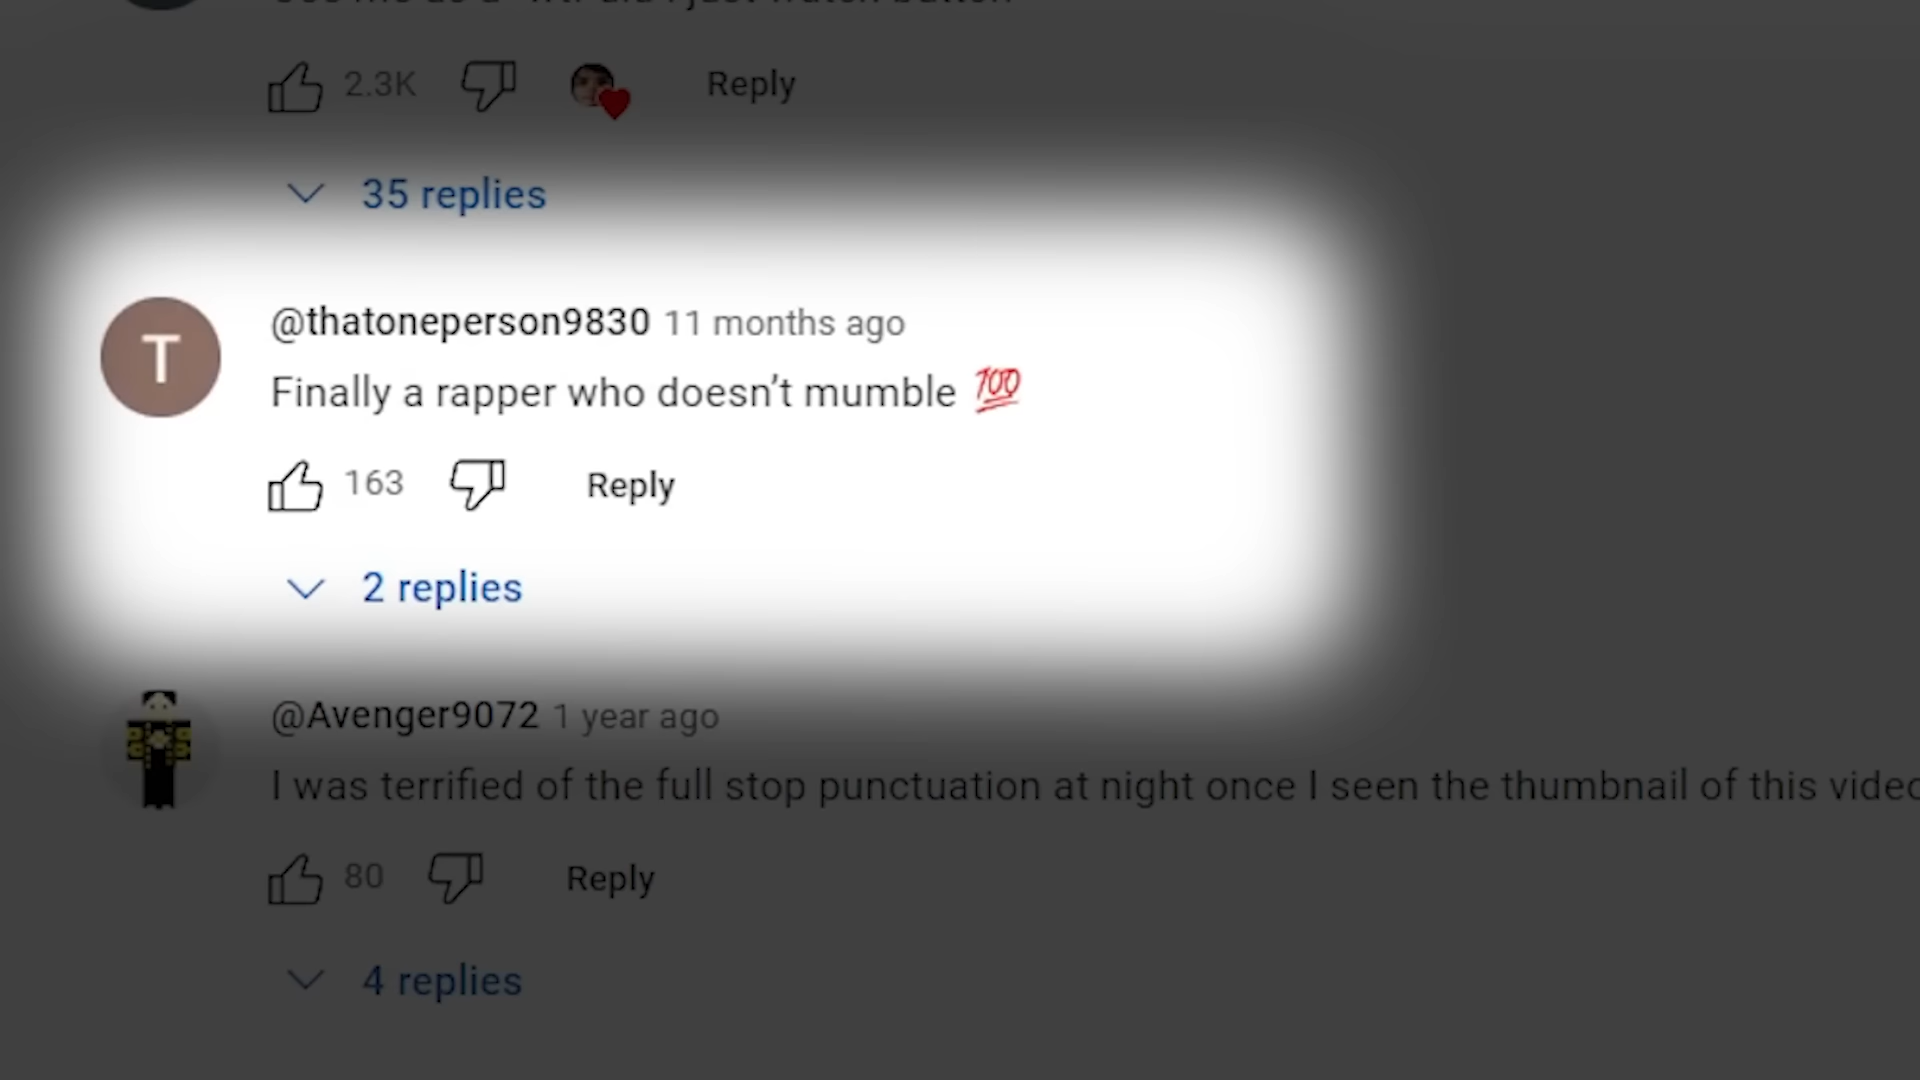 2.3K Reply
35 replies
T
@thatoneperson9830 11 months ago
Finally a rapper who doesn’t mumble 💯
163 Reply
2 replies
@Avenger9072 1 year ago
I was terrified of the full stop punctuation at night once I seen the thumbnail of this video
80 Reply
4 replies